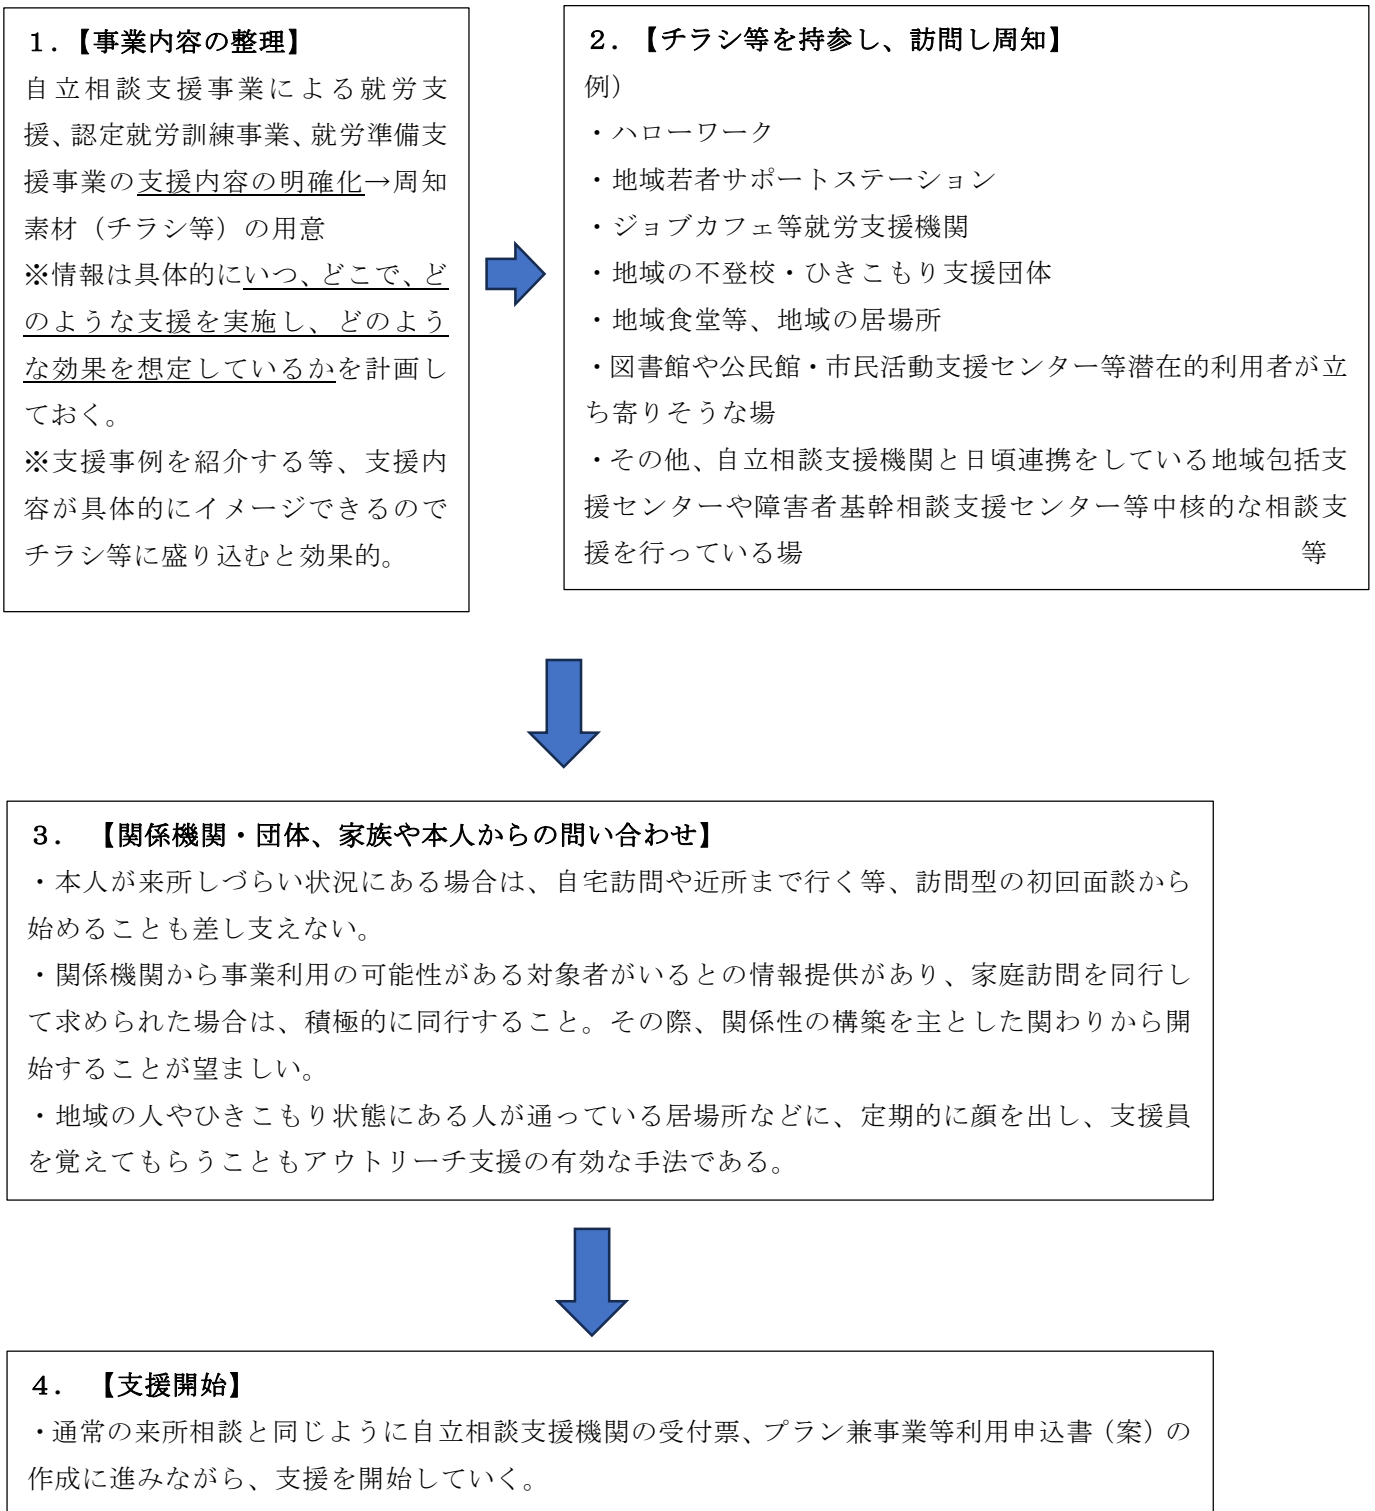 １．【事業内容の整理】
自立相談支援事業による就労支
援、認定就労訓練事業、就労準備支
援事業の支援内容の明確化→周知
素材（チラシ等）の用意
※情報は具体的にいつ、どこで、ど
のような支援を実施し、どのよう
な効果を想定しているかを計画し
ておく。
※支援事例を紹介する等、支援内
容が具体的にイメージできるので
チラシ等に盛り込むと効果的。
２．【チラシ等を持参し、訪問し周知】
例）
・ハローワーク
・地域若者サポートステーション
・ジョブカフェ等就労支援機関
・地域の不登校・ひきこもり支援団体
・地域食堂等、地域の居場所
・図書館や公民館・市民活動支援センター等潜在的利用者が立
ち寄りそうな場
・その他、自立相談支援機関と日頃連携をしている地域包括支
援センターや障害者基幹相談支援センター等中核的な相談支
援を行っている場 等
３． 【関係機関・団体、家族や本人からの問い合わせ】
・本人が来所しづらい状況にある場合は、自宅訪問や近所まで行く等、訪問型の初回面談から
始めることも差し支えない。
・関係機関から事業利用の可能性がある対象者がいるとの情報提供があり、家庭訪問を同行し
て求められた場合は、積極的に同行すること。その際、関係性の構築を主とした関わりから開
始することが望ましい。
・地域の人やひきこもり状態にある人が通っている居場所などに、定期的に顔を出し、支援員
を覚えてもらうこともアウトリーチ支援の有効な手法である。
４． 【支援開始】
・通常の来所相談と同じように自立相談支援機関の受付票、プラン兼事業等利用申込書（案）の
作成に進みながら、支援を開始していく。